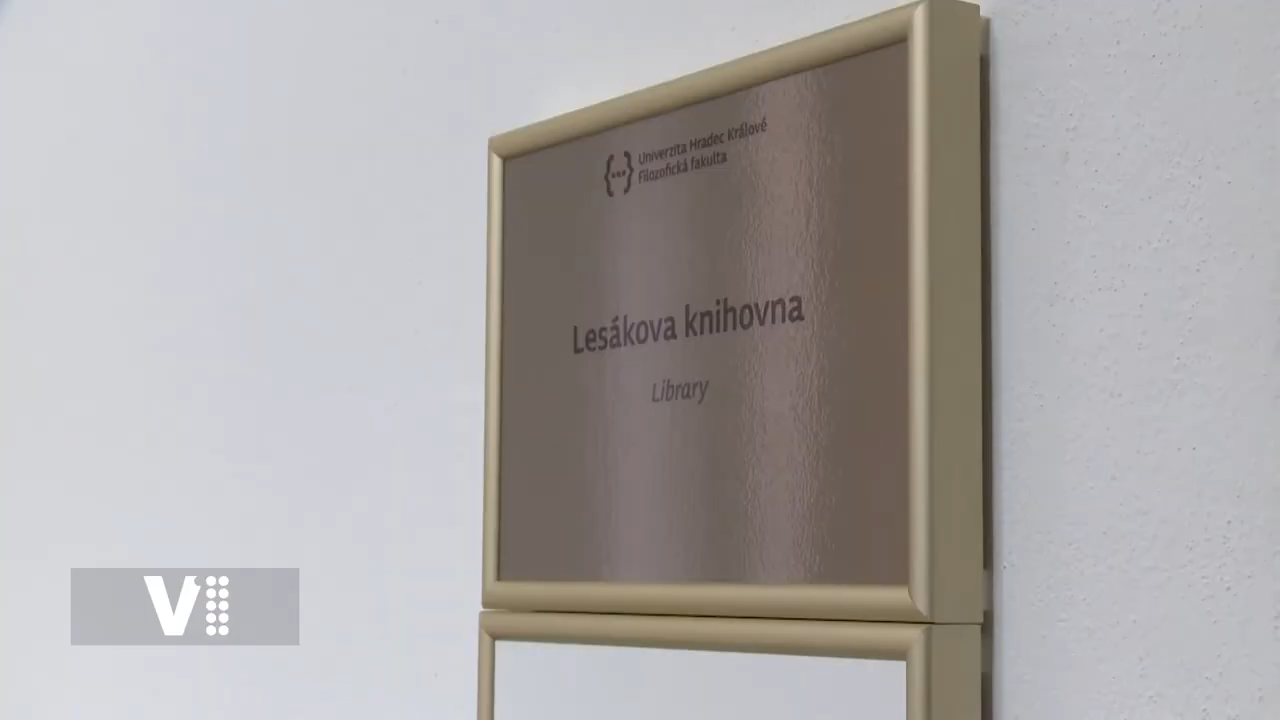 Univerzita Hradec Králové
Filozofická fakulta
Lesákova knihovna
Library
V